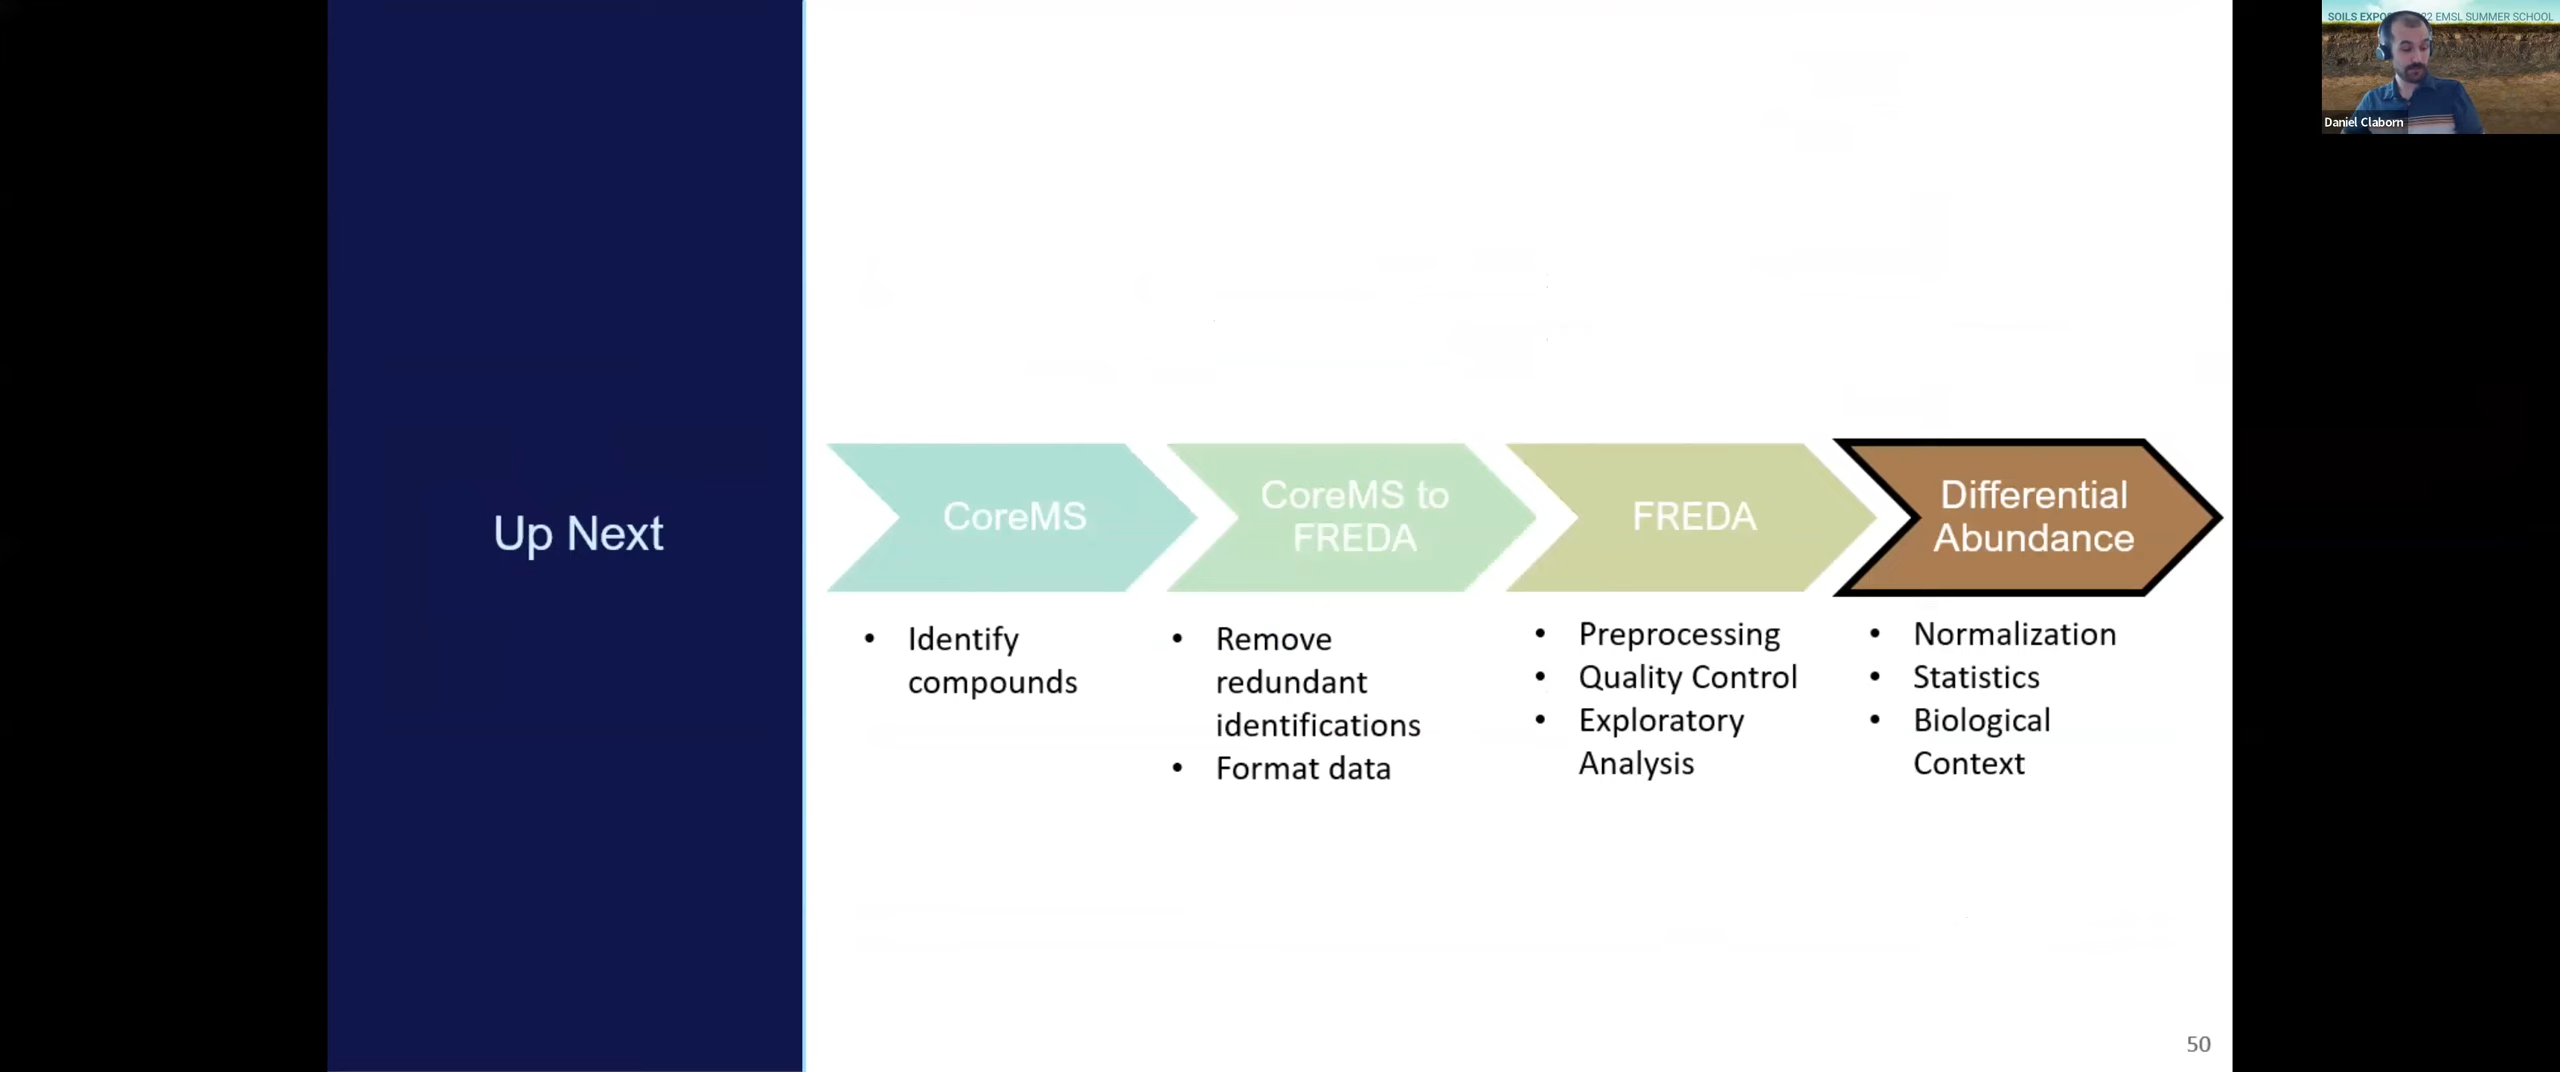 Up Next
CoreMS
CoreMS to
FREDA
FREDA
Differential
Abundance
• Identify
compounds
• Remove
redundant
identifications
• Format data
• Preprocessing
• Quality Control
• Exploratory
Analysis
• Normalization
• Statistics
• Biological
Context
50
SOILS EXPO 22 EMSL SUMMER SCHOOL
Daniel Claborn